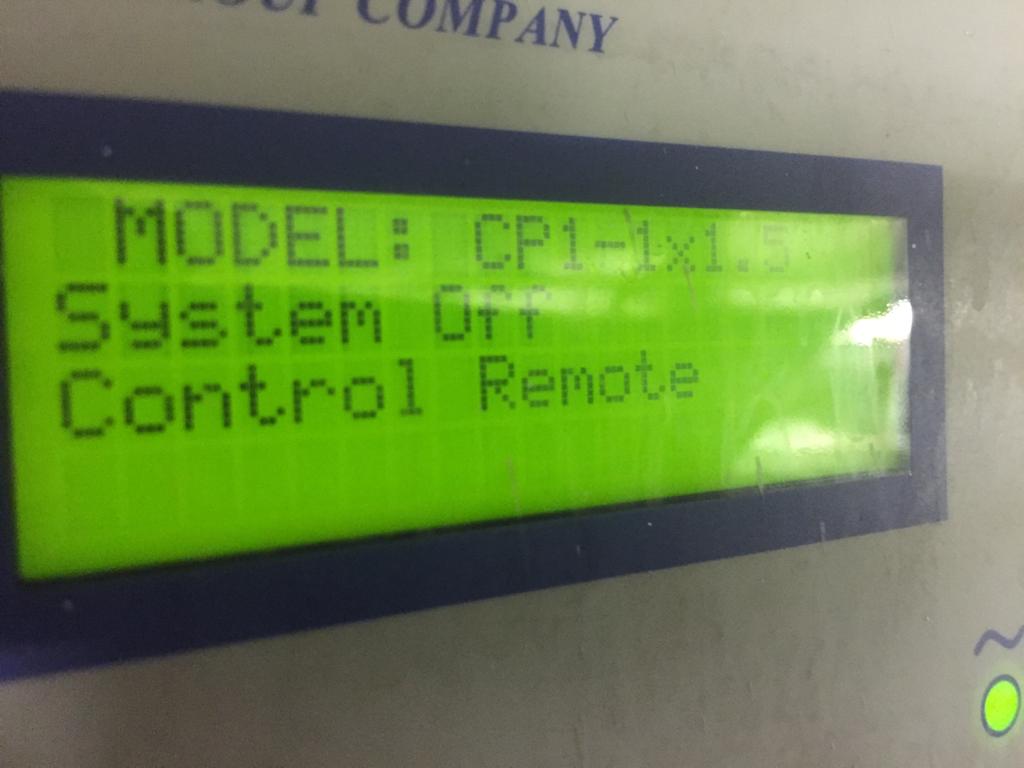 COMPANY
MODEL: CP1-1x1.5
System Off
Control Remote
~